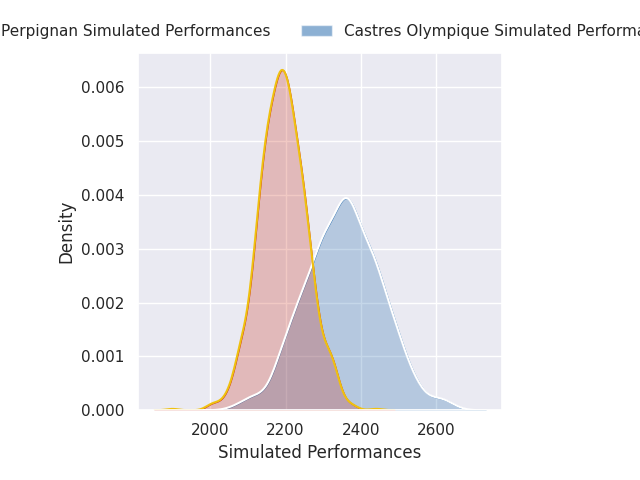 Perpignan Simulated Performances Castres Olympique Simulated
0.006
0.005
0.004
0.003
0.002
0.001
0.000
Density
2000 2200 2400 2600
Simulated Performances